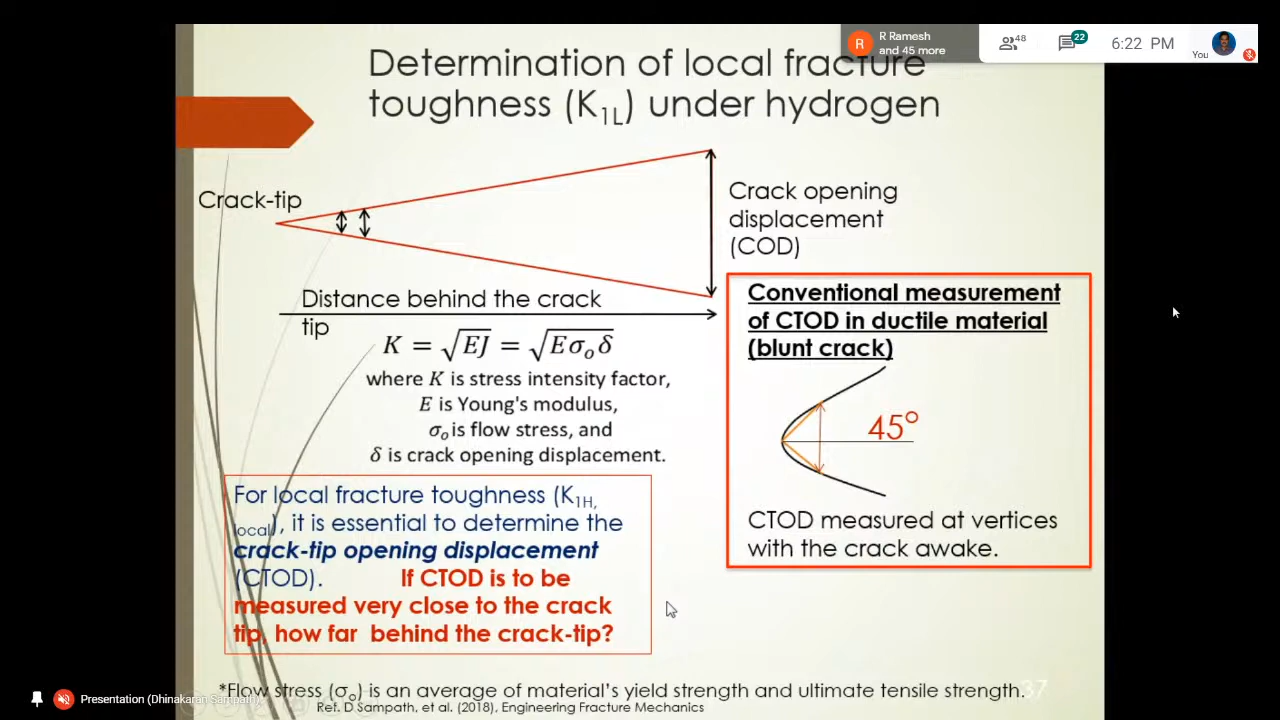 R Ramesh
and 45 more
48
22
6:22 PM
You
Determination of local fracture
toughness (K1L) under hydrogen
Crack-tip
Crack opening
displacement
(COD)
Distance behind the crack
tip
K = √EJ = √Eσₒδ
where K is stress intensity factor,
E is Young's modulus,
σₒ is flow stress, and
δ is crack opening displacement.
For local fracture toughness (K1H,
local), it is essential to determine the
crack-tip opening displacement
(CTOD). If CTOD is to be
measured very close to the crack
tip, how far behind the crack-tip?
Conventional measurement
of CTOD in ductile material
(blunt crack)
45°
CTOD measured at vertices
with the crack awake.
*Flow stress (σₒ) is an average of material's yield strength and ultimate tensile strength.
37
Presentation (Dhinakaran Sampath)
Ref. D Sampath, et al. (2018), Engineering Fracture Mechanics